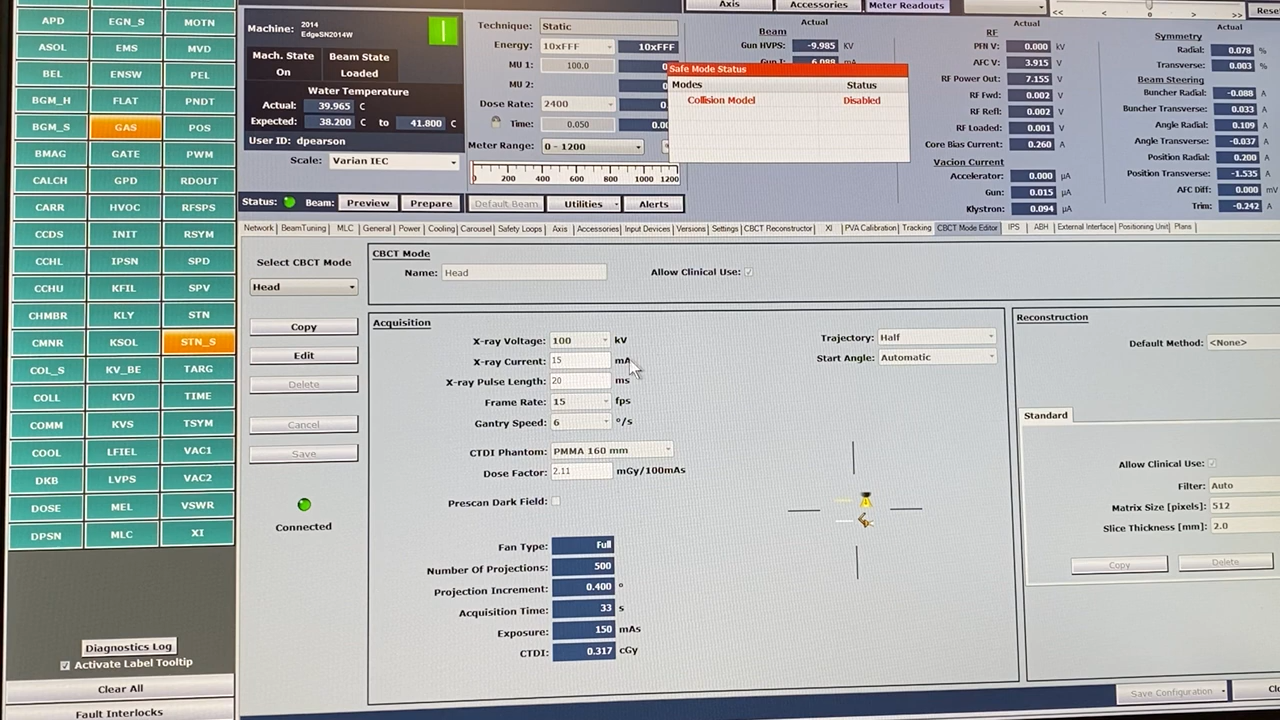 APD EGN_S MOTN
ASOL EMS MVD
BEL ENSW PEL
BGM_H FLAT PNDT
BGM_S GAS POS
BMAG GATE PWM
CALCH GPD RDOUT
CARR HVOC RFSPS
CCDS INIT RSYM
CCHL IPSN SPD
CCHU KFIL SPV
CHMBR KLY STN
CMNR KSOL STN_S
COL_S KV_BE TARG
COLL KVD TIME
COMM KVS TSYM
COOL LFIEL VAC1
DKB LVPS VAC2
DOSE MEL VSWR
DPSN MLC XI
Diagnostics Log
Activate Label Tooltip
Clear All
Fault Interlocks
Machine: 2014
EdgeSN2014W
Mach. State Beam State
On Loaded
Water Temperature
Actual: 39.965 C
Expected: 38.200 C to 41.800 C
User ID: dpearson
Scale: Varian IEC
Status: Beam: Preview Prepare
Technique: Static
Energy: 10xFFF 10xFFF
MU 1: 100.0
MU 2:
Dose Rate: 2400
Time: 0.050
Meter Range: 0 - 1200
200 400 600 800 1000 1200
Default Beam Utilities Alerts
Axis Accessories Meter Readouts
<< < 0 > >> Rese
Actual
Beam
Gun HVPS: -9.985 KV
Safe Mode Status
Modes Status
Collision Model Disabled
Actual
RF
PFN V: 0.000 kV
AFC V: 3.915 V
RF Power Out: 7.155 V
RF Fwd: 0.002 V
RF Refl: 0.002 V
RF Loaded: 0.001 V
Core Bias Current: 0.260 A
Vacion Current
Accelerator: 0.000 µA
Gun: 0.015 µA
Klystron: 0.094 µA
Actual
Symmetry
Radial: 0.078 %
Transverse: 0.003 %
Beam Steering
Buncher Radial: -0.088 A
Buncher Transverse: 0.033 A
Angle Radial: 0.109 A
Angle Transverse: -0.037 A
Position Radial: 0.200 A
Position Transverse: -1.535 A
AFC Diff: 0.000 mV
Trim: -0.242 A
Network BeamTuning MLC General Power Cooling Carousel Safety Loops Axis Accessories Input Devices Versions Settings CBCT Reconstructor XI PVA Calibration Tracking CBCT Mode Editor IPS ABH External Interface Positioning Unit Plans
Select CBCT Mode
Head
Copy
Edit
Delete
Cancel
Save
Connected
CBCT Mode
Name: Head Allow Clinical Use:
Acquisition
X-ray Voltage: 100 kV
X-ray Current: 15 mA
X-ray Pulse Length: 20 ms
Frame Rate: 15 fps
Gantry Speed: 6 °/s
CTDI Phantom: PMMA 160 mm
Dose Factor: 2.11 mGy/100mAs
Prescan Dark Field:
Fan Type: Full
Number Of Projections: 500
Projection Increment: 0.400 °
Acquisition Time: 33 s
Exposure: 150 mAs
CTDI: 0.317 cGy
Trajectory: Half
Start Angle: Automatic
Reconstruction
Default Method: <None>
Standard
Allow Clinical Use:
Filter: Auto
Matrix Size [pixels]: 512
Slice Thickness [mm]: 2.0
Copy Delete
Save Configuration